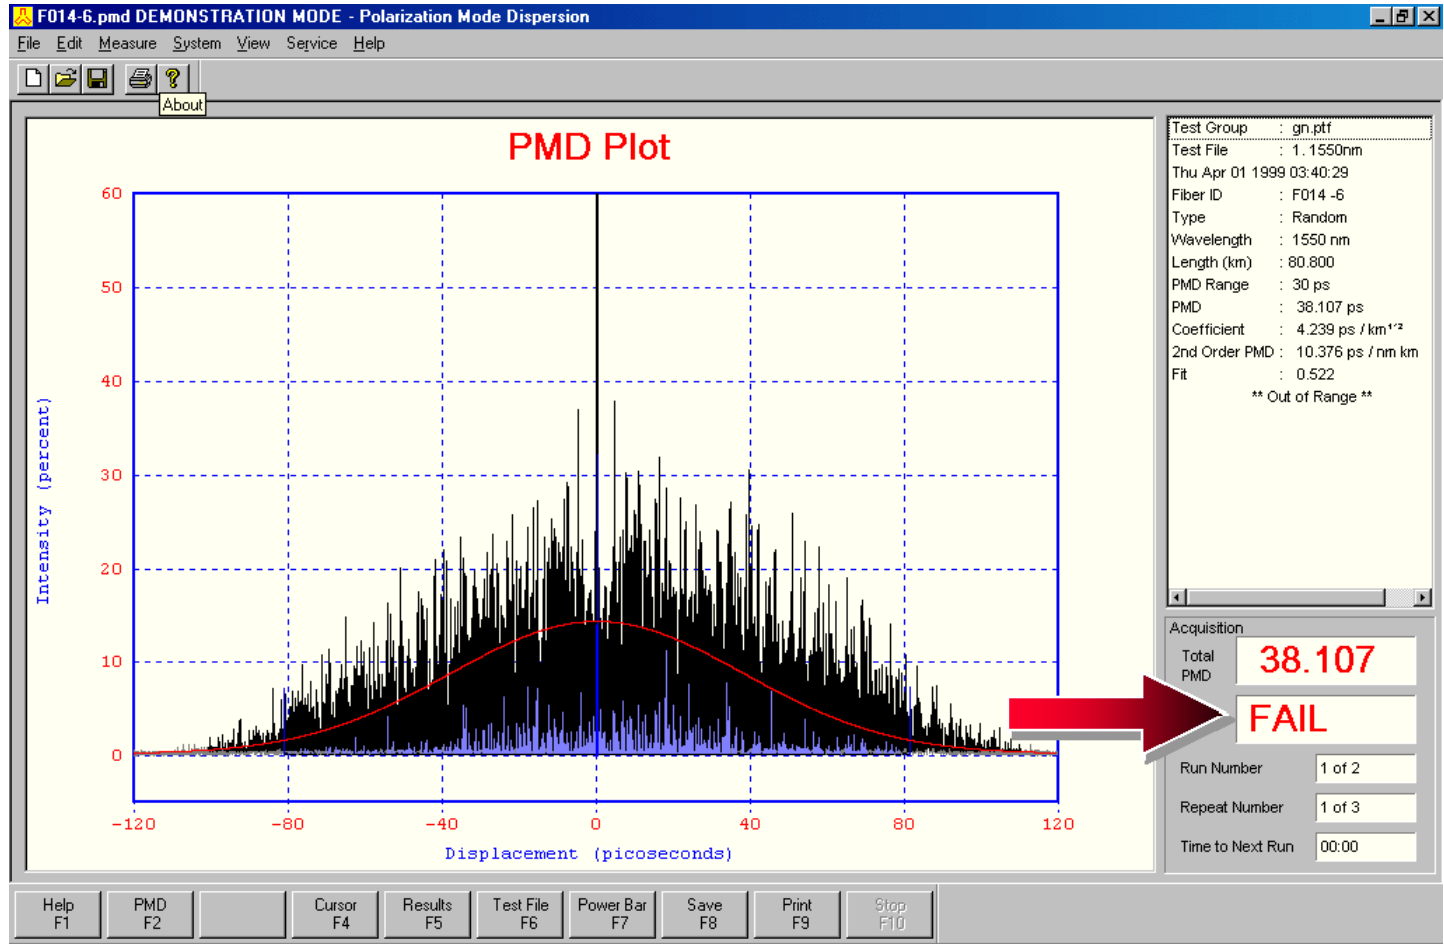 F014-6.pmd DEMONSTRATION MODE - Polarization Mode Dispersion
File Edit Measure System View Service Help
About
PMD Plot
60
50
40
30
20
10
0
Intensity (percent)
-120 -80 -40 0 40 80 120
Displacement (picoseconds)
Test Group : gn.ptf
Test File : 1. 1550nm
Thu Apr 01 1999 03:40:29
Fiber ID : F014 -6
Type : Random
Wavelength : 1550 nm
Length (km) : 80.800
PMD Range : 30 ps
PMD : 38.107 ps
Coefficient : 4.239 ps / km¹´²
2nd Order PMD : 10.376 ps / nm km
Fit : 0.522
** Out of Range **
Acquisition
Total PMD 38.107
FAIL
Run Number 1 of 2
Repeat Number 1 of 3
Time to Next Run 00:00
Help PMD Cursor Results Test File Power Bar Save Print Stop
F1 F2 F4 F5 F6 F7 F8 F9 F10